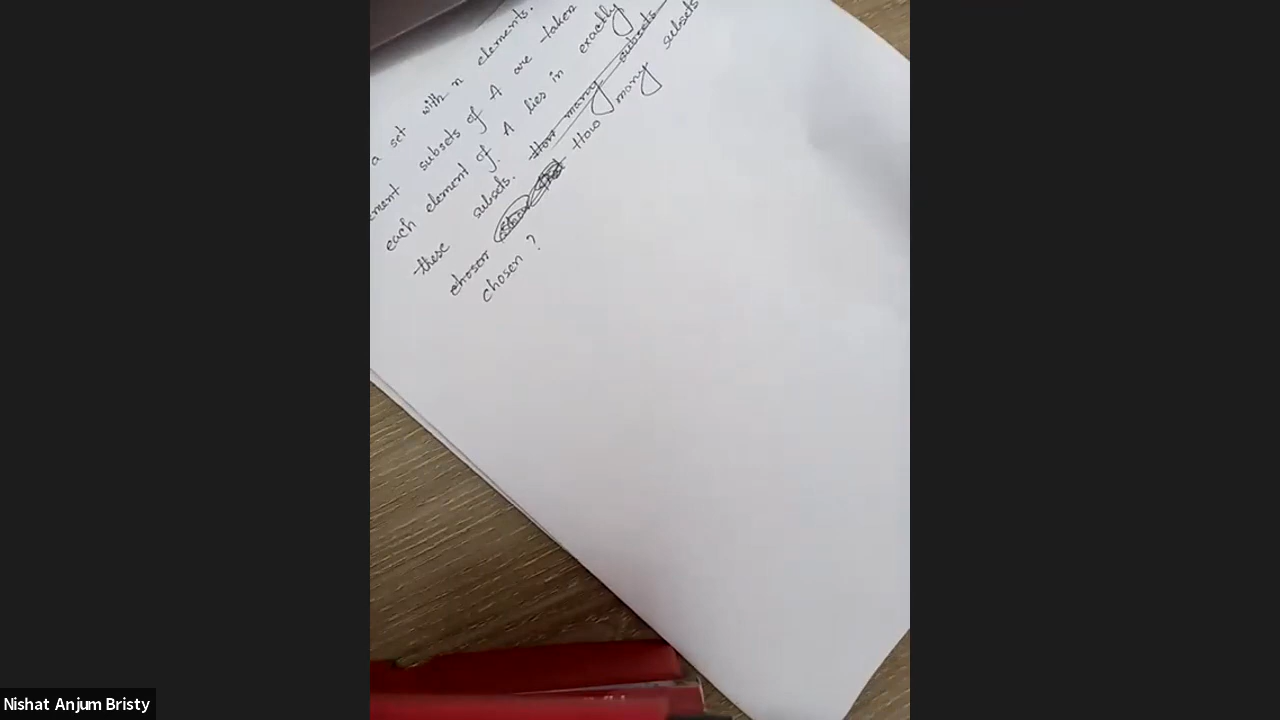 a set with n elements.
ment subsets of A are taken
each element of A lies in exactly
these subsets. How many subsets
chosen How many subsets
chosen ?
Nishat Anjum Bristy